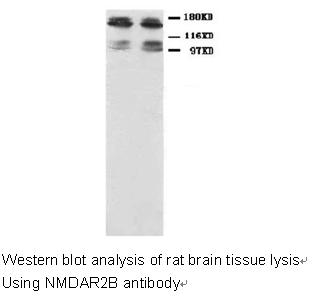 180KD
116KD
97KD
Western blot analysis of rat brain tissue lysis↵
Using NMDAR2B antibody↵